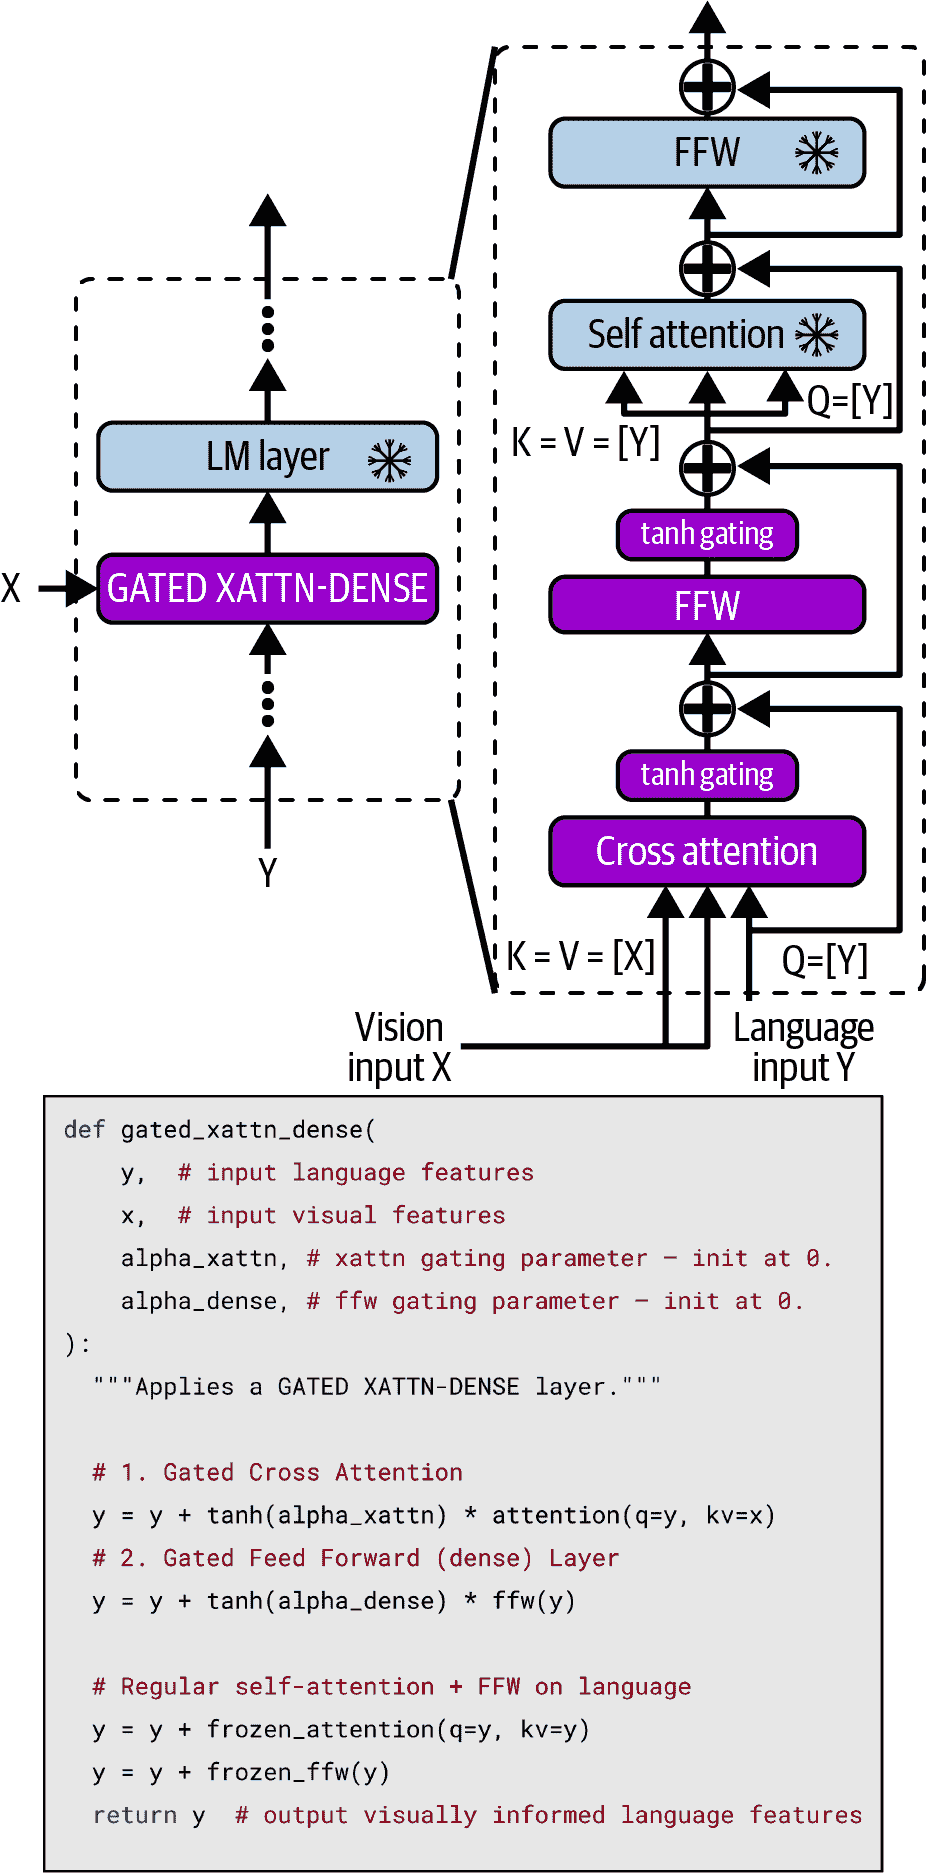 FFW
Self attention
Q=[Y]
K = V = [Y]
LM layer
tanh gating
X
GATED XATTN-DENSE
FFW
tanh gating
Cross attention
Y
K = V = [X]
Q=[Y]
Vision
input X
Language
input Y
def gated_xattn_dense(
    y,  # input language features
    x,  # input visual features
    alpha_xattn, # xattn gating parameter – init at 0.
    alpha_dense, # ffw gating parameter – init at 0.
):
  """Applies a GATED XATTN-DENSE layer."""
  # 1. Gated Cross Attention
  y = y + tanh(alpha_xattn) * attention(q=y, kv=x)
  # 2. Gated Feed Forward (dense) Layer
  y = y + tanh(alpha_dense) * ffw(y)
  # Regular self-attention + FFW on language
  y = y + frozen_attention(q=y, kv=y)
  y = y + frozen_ffw(y)
  return y  # output visually informed language features